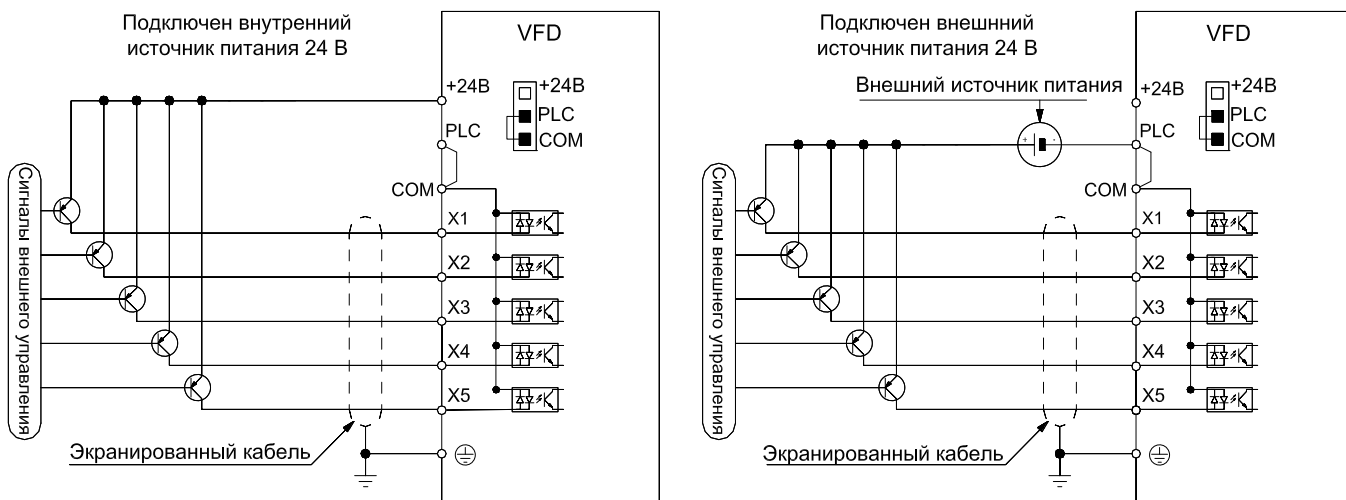 Подключен внутренний
источник питания 24 В
VFD
+24В
+24В
PLC
COM
PLC
COM
X1
X2
X3
X4
X5
Сигналы внешнего управления
Экранированный кабель
Подключен внешнний
источник питания 24 В
VFD
Внешний источник питания
+24В
+24В
PLC
COM
PLC
+ -
COM
X1
X2
X3
X4
X5
Сигналы внешнего управления
Экранированный кабель